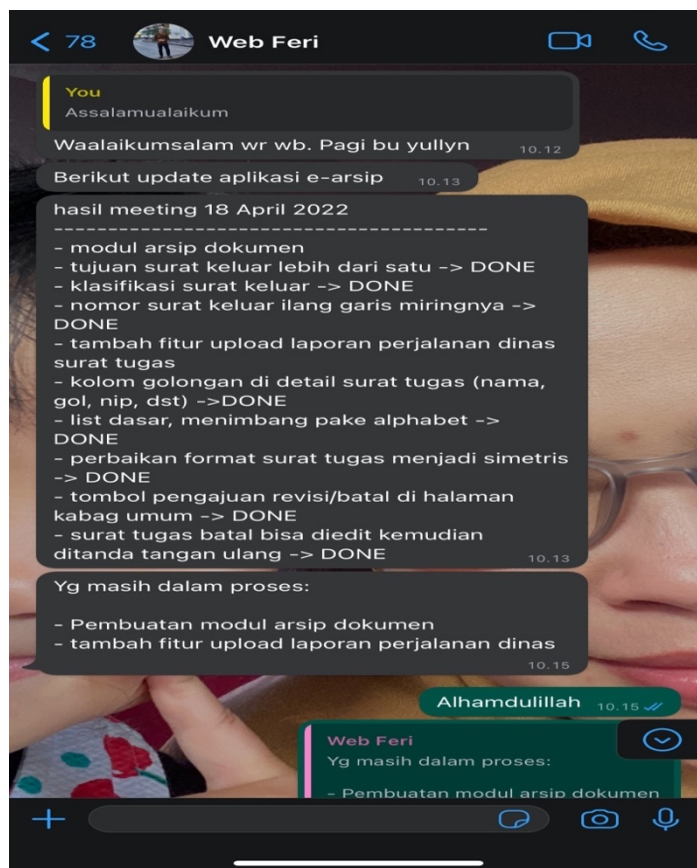 78
Web Feri
You
Assalamualaikum
Waalaikumsalam wr wb. Pagi bu yullyn
10.12
Berikut update aplikasi e-arsip
10.13
hasil meeting 18 April 2022
------------------------------------------
- modul arsip dokumen
- tujuan surat keluar lebih dari satu -> DONE
- klasifikasi surat keluar -> DONE
- nomor surat keluar ilang garis miringnya ->
DONE
- tambah fitur upload laporan perjalanan dinas
surat tugas
- kolom golongan di detail surat tugas (nama,
gol, nip, dst) ->DONE
- list dasar, menimbang pake alphabet ->
DONE
- perbaikan format surat tugas menjadi simetris
-> DONE
- tombol pengajuan revisi/batal di halaman
kabag umum -> DONE
- surat tugas batal bisa diedit kemudian
ditanda tangan ulang -> DONE
10.13
Yg masih dalam proses:
- Pembuatan modul arsip dokumen
- tambah fitur upload laporan perjalanan dinas
10.15
Alhamdulillah
10.15
Web Feri
Yg masih dalam proses:
- Pembuatan modul arsip dokumen